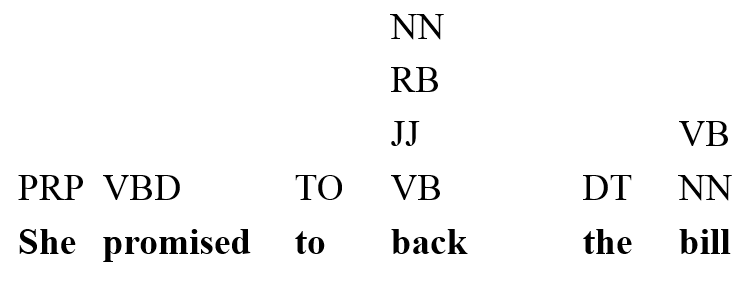 NN
RB
JJ VB
PRP VBD TO VB DT NN
She promised to back the bill